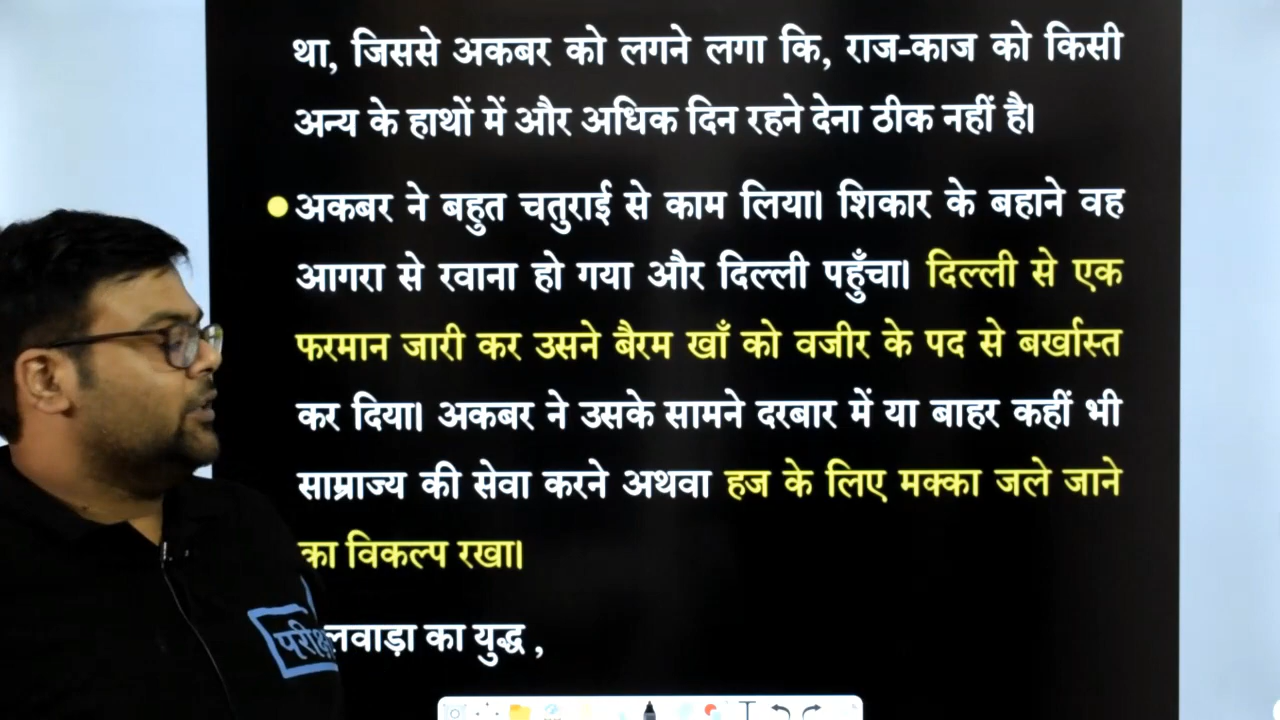 था, जिससे अकबर को लगने लगा कि, राज-काज को किसी
अन्य के हाथों में और अधिक दिन रहने देना ठीक नहीं है।
अकबर ने बहुत चतुराई से काम लिया। शिकार के बहाने वह
आगरा से रवाना हो गया और दिल्ली पहुँचा। दिल्ली से एक
फरमान जारी कर उसने बैरम खाँ को वजीर के पद से बर्खास्त
कर दिया। अकबर ने उसके सामने दरबार में या बाहर कहीं भी
साम्राज्य की सेवा करने अथवा हज के लिए मक्का जले जाने
का विकल्प रखा।
लवाड़ा का युद्ध ,